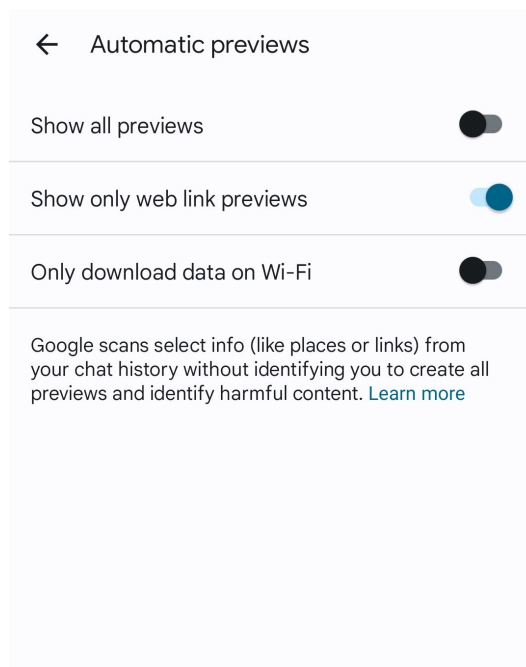 Automatic previews
Show all previews
Show only web link previews
Only download data on Wi-Fi
Google scans select info (like places or links) from
your chat history without identifying you to create all
previews and identify harmful content. Learn more